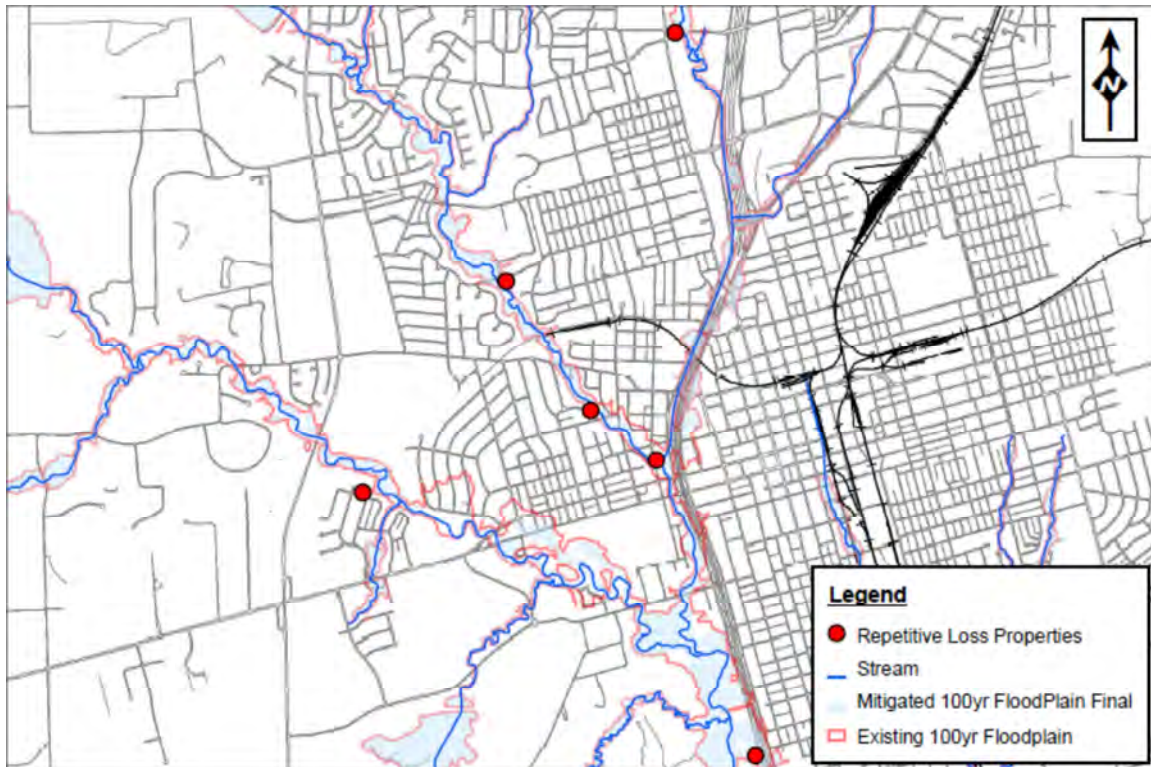 N
Legend
Repetitive Loss Properties
Stream
Mitigated 100yr FloodPlain Final
Existing 100yr Floodplain